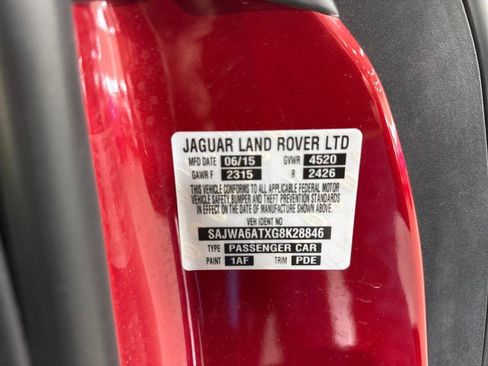 JAGUAR LAND ROVER LTD
MFD DATE 06/15 GVWR 4520
GAWR F 2315 R 2426
THIS VEHICLE CONFORMS TO ALL APPLICABLE FEDERAL MOTOR
VEHICLE SAFETY, BUMPER AND THEFT PREVENTION STANDARDS
IN EFFECT ON THE DATE OF MANUFACTURE SHOWN ABOVE
VEH IDENT NO
SAJWA6ATXG8K28846
TYPE PASSENGER CAR
PAINT 1AF TRIM PDE